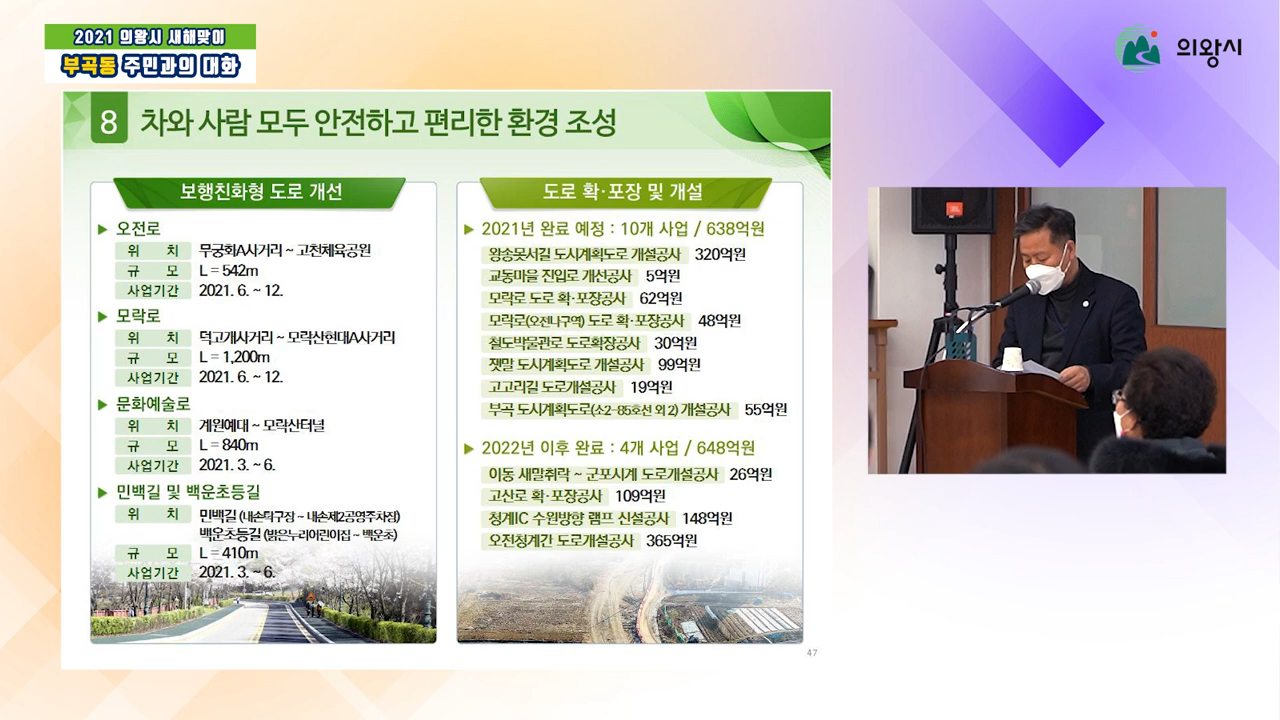 2021 의왕시 새해맞이
부곡동 주민과의 대화
의왕시
8 차와 사람 모두 안전하고 편리한 환경 조성
보행친화형 도로 개선
오전로
위 치 무궁화A사거리 ~ 고천체육공원
규 모 L = 542m
사업기간 2021. 6. ~ 12.
모락로
위 치 덕고개사거리 ~ 모락산현대A사거리
규 모 L = 1,200m
사업기간 2021. 6. ~ 12.
문화예술로
위 치 계원예대 ~ 모락산터널
규 모 L = 840m
사업기간 2021. 3. ~ 6.
민백길 및 백운초등길
위 치 민백길 (내손탁구장 ~ 내손제2공영주차장)
백운초등길 (밝은누리어린이집 ~ 백운초)
규 모 L = 410m
사업기간 2021. 3. ~ 6.
도로 확·포장 및 개설
2021년 완료 예정 : 10개 사업 / 638억원
왕송못서길 도시계획도로 개설공사 320억원
교동마을 진입로 개선공사 5억원
모락로 도로 확·포장공사 62억원
모락로(오전나구역) 도로 확·포장공사 48억원
철도박물관로 도로확장공사 30억원
잿말 도시계획도로 개설공사 99억원
고고리길 도로개설공사 19억원
부곡 도시계획도로(소2-85호선 외 2) 개설공사 55억원
2022년 이후 완료 : 4개 사업 / 648억원
이동 새말취락 ~ 군포시계 도로개설공사 26억원
고산로 확·포장공사 109억원
청계IC 수원방향 램프 신설공사 148억원
오전청계간 도로개설공사 365억원
47
JBL